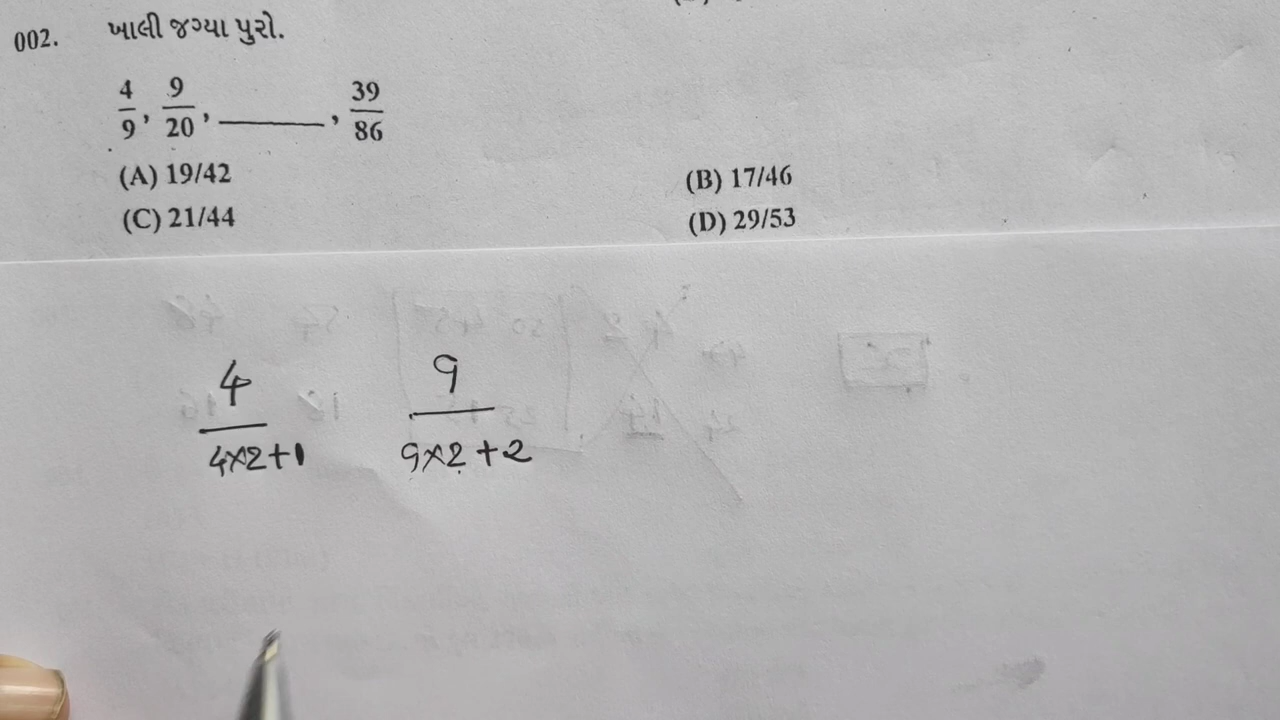 002. ખાલી જગ્યા પુરો.
4/9, 9/20, ______, 39/86
(A) 19/42 (B) 17/46
(C) 21/44 (D) 29/53
4 9
4×2+1 9×2+2